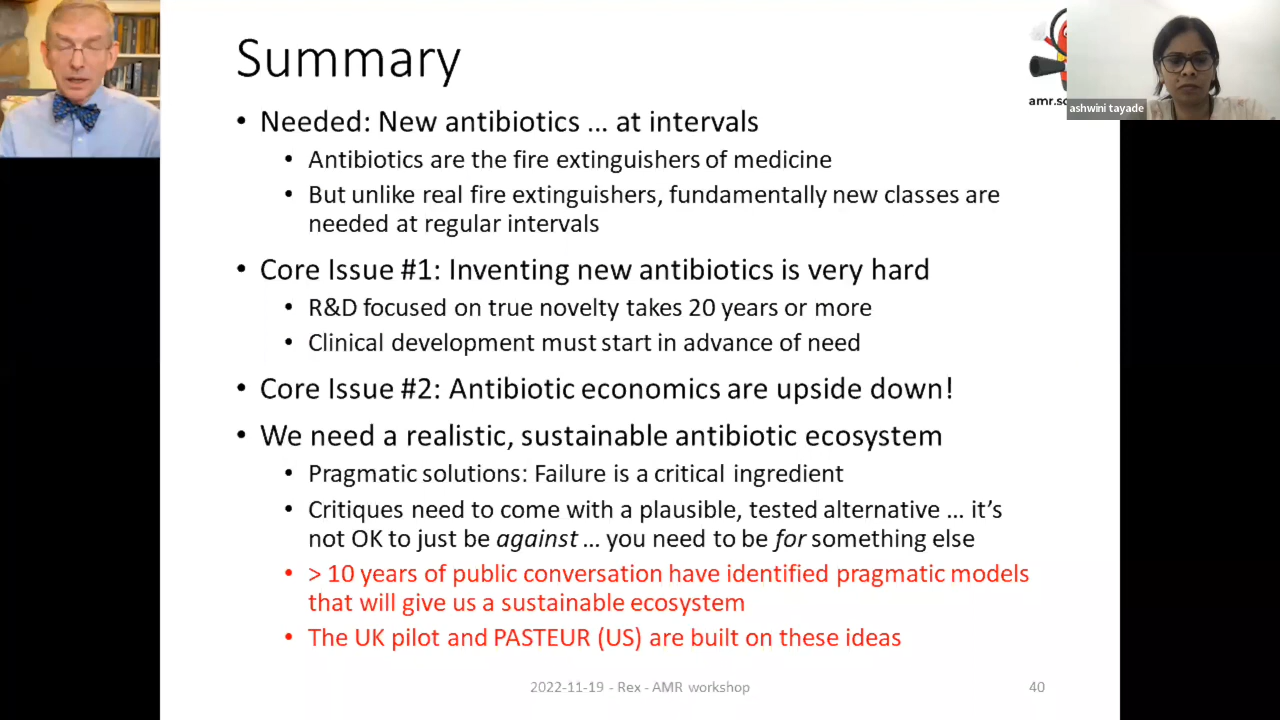 Summary
• Needed: New antibiotics … at intervals
• Antibiotics are the fire extinguishers of medicine
• But unlike real fire extinguishers, fundamentally new classes are
needed at regular intervals
• Core Issue #1: Inventing new antibiotics is very hard
• R&D focused on true novelty takes 20 years or more
• Clinical development must start in advance of need
• Core Issue #2: Antibiotic economics are upside down!
• We need a realistic, sustainable antibiotic ecosystem
• Pragmatic solutions: Failure is a critical ingredient
• Critiques need to come with a plausible, tested alternative … it’s
not OK to just be against … you need to be for something else
• > 10 years of public conversation have identified pragmatic models
that will give us a sustainable ecosystem
• The UK pilot and PASTEUR (US) are built on these ideas
2022-11-19 - Rex - AMR workshop
40
ashwini tayade